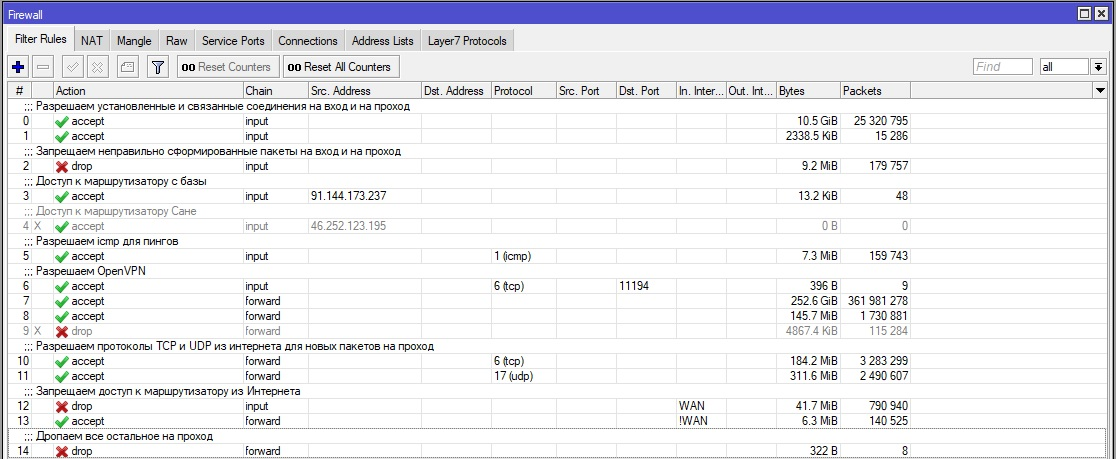 Firewall
Filter Rules NAT Mangle Raw Service Ports Connections Address Lists Layer7 Protocols
00 Reset Counters 00 Reset All Counters Find all
# Action Chain Src. Address Dst. Address Protocol Src. Port Dst. Port In. Inter... Out. Int... Bytes Packets
;;; Разрешаем установленные и связанные соединения на вход и на проход
0 accept input 10.5 GiB 25 320 795
1 accept input 2338.5 KiB 15 286
;;; Запрещаем неправильно сформированные пакеты на вход и на проход
2 drop input 9.2 MiB 179 757
;;; Доступ к маршрутизатору с базы
3 accept input 91.144.173.237 13.2 KiB 48
;;; Доступ к маршрутизатору Сане
4 X accept input 46.252.123.195 0 B 0
;;; Разрешаем icmp для пингов
5 accept input 1 (icmp) 7.3 MiB 159 743
;;; Разрешаем OpenVPN
6 accept input 6 (tcp) 11194 396 B 9
7 accept forward 252.6 GiB 361 981 278
8 accept forward 145.7 MiB 1 730 881
9 X drop forward 4867.4 KiB 115 284
;;; Разрешаем протоколы TCP и UDP из интернета для новых пакетов на проход
10 accept forward 6 (tcp) 184.2 MiB 3 283 299
11 accept forward 17 (udp) 311.6 MiB 2 490 607
;;; Запрещаем доступ к маршрутизатору из Интернета
12 drop input WAN 41.7 MiB 790 940
13 accept forward !WAN 6.3 MiB 140 525
;;; Дропаем все остальное на проход
14 drop forward 322 B 8